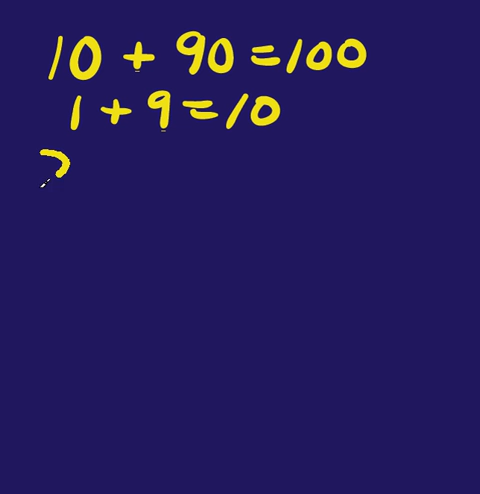 10 + 90 = 100
1 + 9 = 10